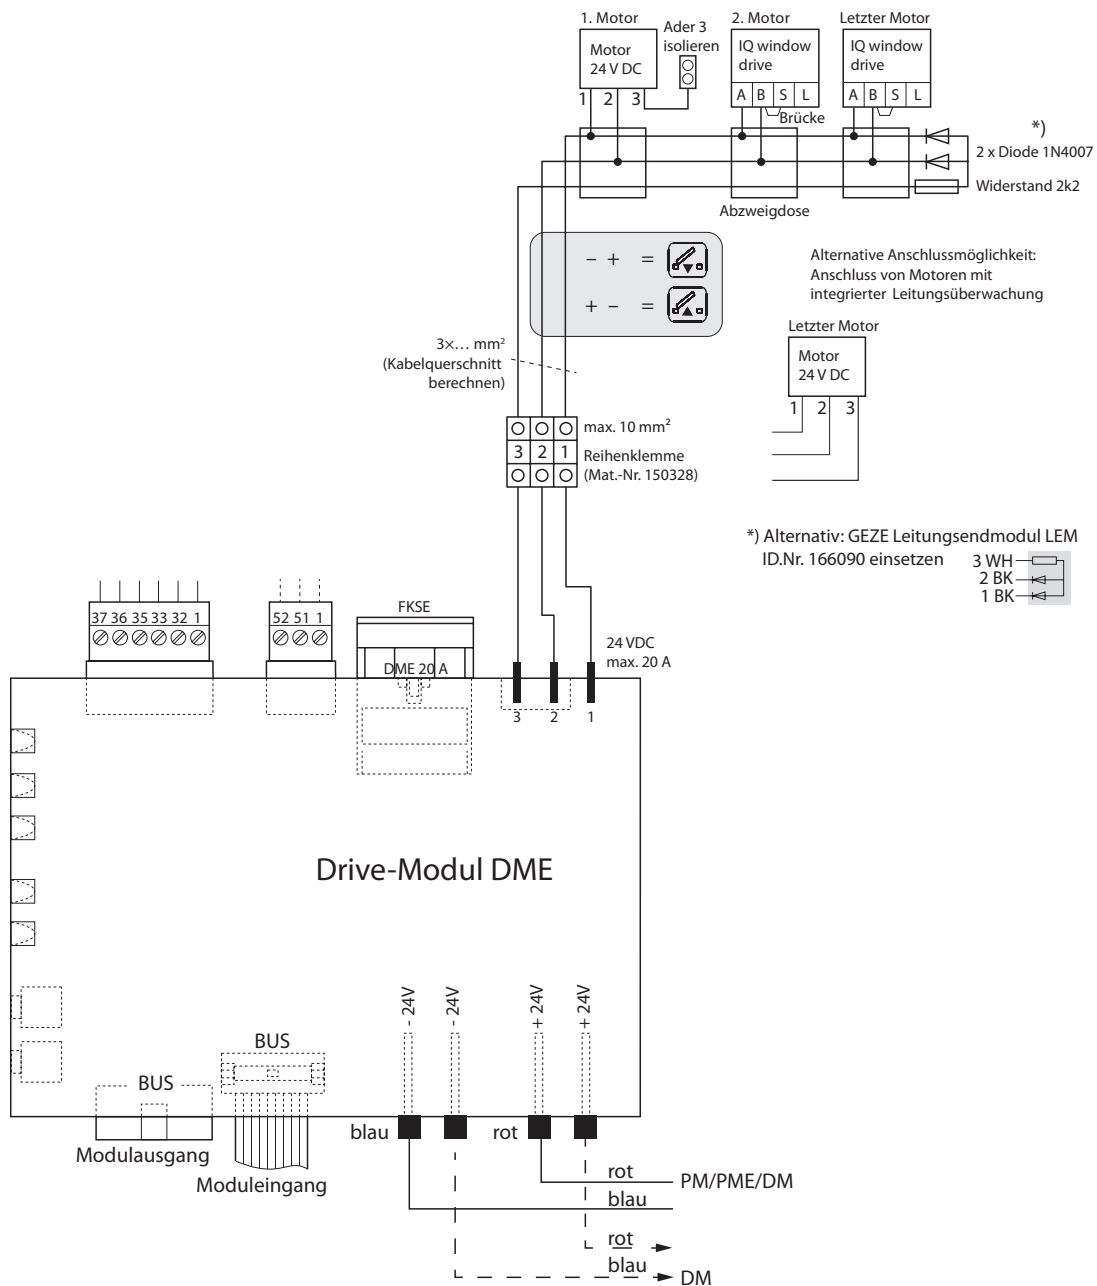 1. Motor
Motor
24 V DC
1 2 3
Ader 3
isolieren
2. Motor
IQ window
drive
A B S L
Brücke
Letzter Motor
IQ window
drive
A B S L
*)
2 x Diode 1N4007
Widerstand 2k2
Abzweigdose
– + =
+ – =
Alternative Anschlussmöglichkeit:
Anschluss von Motoren mit
integrierter Leitungsüberwachung
3×… mm²
(Kabelquerschnitt
berechnen)
Letzter Motor
Motor
24 V DC
1 2 3
max. 10 mm²
3 2 1
Reihenklemme
(Mat.-Nr. 150328)
*) Alternativ: GEZE Leitungsendmodul LEM
ID.Nr. 166090 einsetzen
3 WH
2 BK
1 BK
37 36 35 33 32 1
52 51 1
FKSE
DME 20 A
24 VDC
max. 20 A
3 2 1
Drive-Modul DME
- 24V
- 24V
+ 24V
+ 24V
BUS
BUS
blau
rot
Modulausgang
Moduleingang
rot
PM/PME/DM
blau
rot
blau
DM